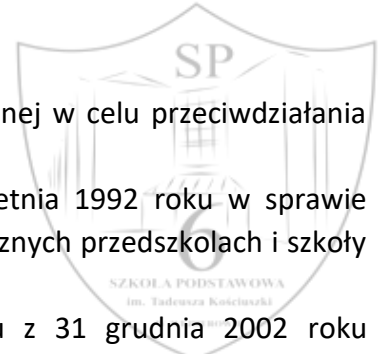 SP
nej w celu przeciwdziałania
etnia 1992 roku w sprawie
znych przedszkolach i szkoły
6
SZKOŁA PODSTAWOWA
im. Tadeusza Kościuszki
u z 31 grudnia 2002 roku